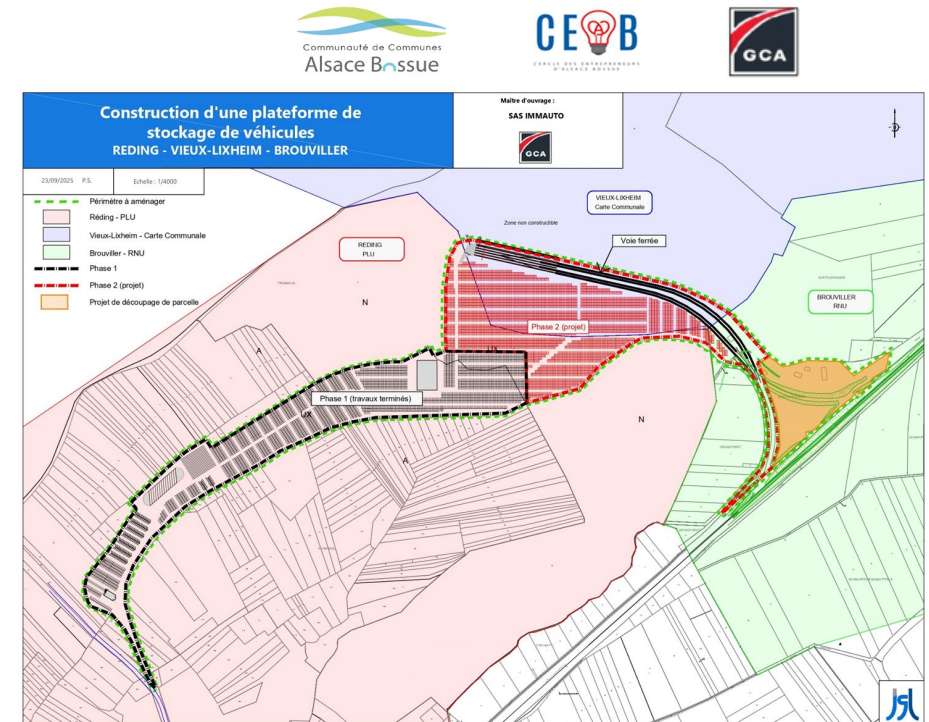 Communauté de Communes
Alsace Bossue
CEAB
CERCLE DES ENTREPRENEURS
D'ALSACE BOSSUE
GCA
Construction d'une plateforme de
stockage de véhicules
REDING - VIEUX-LIXHEIM - BROUVILLER
Maître d'ouvrage :
SAS IMMAUTO
GCA
23/09/2025 P.S.
Echelle : 1/4000
Périmètre à aménager
Réding - PLU
Vieux-Lixheim - Carte Communale
Brouviller - RNU
Phase 1
Phase 2 (projet)
Projet de découpage de parcelle
VIEUX-LIXHEIM
Carte Communale
Zone non constructible
REDING
PLU
Voie ferrée
BROUVILLER
RNU
N
Phase 2 (projet)
UX
A
Phase 1 (travaux terminés)
UX
N
A